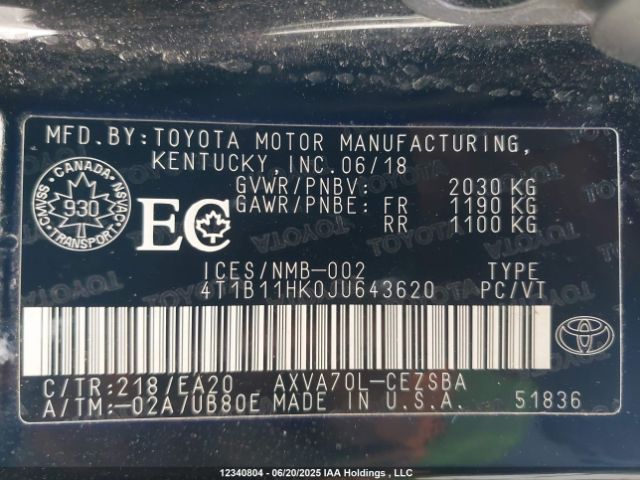 MFD.BY:TOYOTA MOTOR MANUFACTURING,
KENTUCKY,INC.06/18
GVWR/PNBV: 2030 KG
GAWR/PNBE: FR 1190 KG
RR 1100 KG
CANADA
930
TRANSPORT
EC
ICES/NMB-002 TYPE
4T1B11HK0JU643620 PC/VT
C/TR:218/EA20 AXVA70L-CEZSBA
A/TM:-02A/UB80E MADE IN U.S.A. 51836
12340804 - 06/20/2025 IAA Holdings , LLC